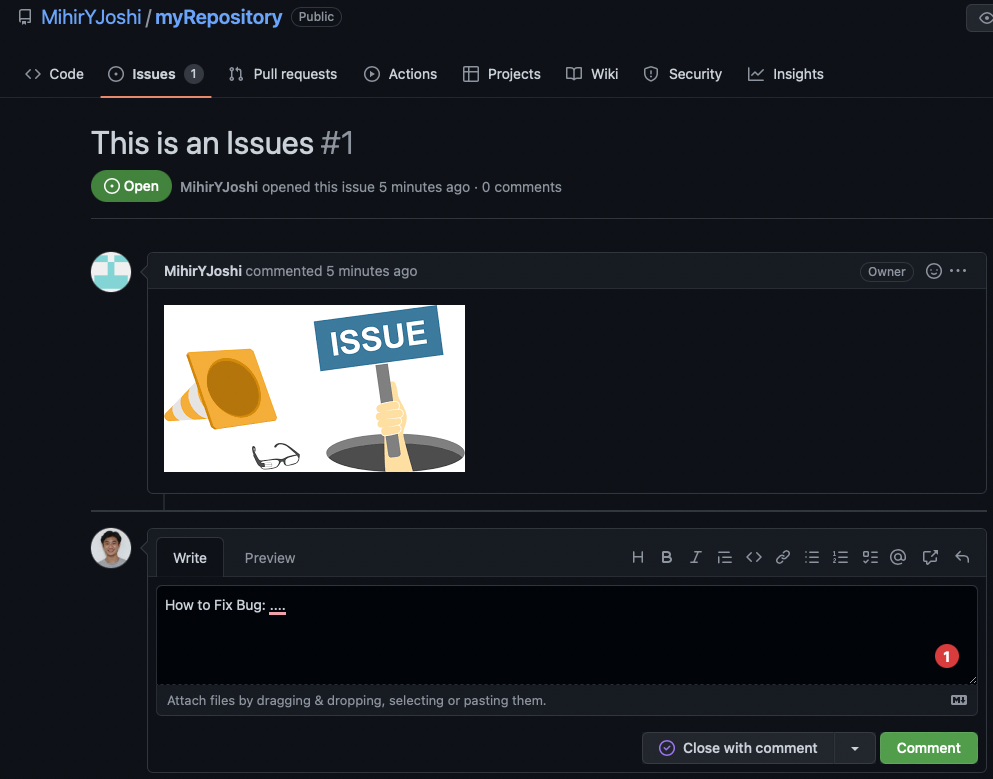 MihirYJoshi / myRepository Public
Code Issues 1 Pull requests Actions Projects Wiki Security Insights
This is an Issues #1
Open MihirYJoshi opened this issue 5 minutes ago · 0 comments
MihirYJoshi commented 5 minutes ago Owner
ISSUE
Write Preview
How to Fix Bug: ....
1
Attach files by dragging & dropping, selecting or pasting them.
Close with comment Comment